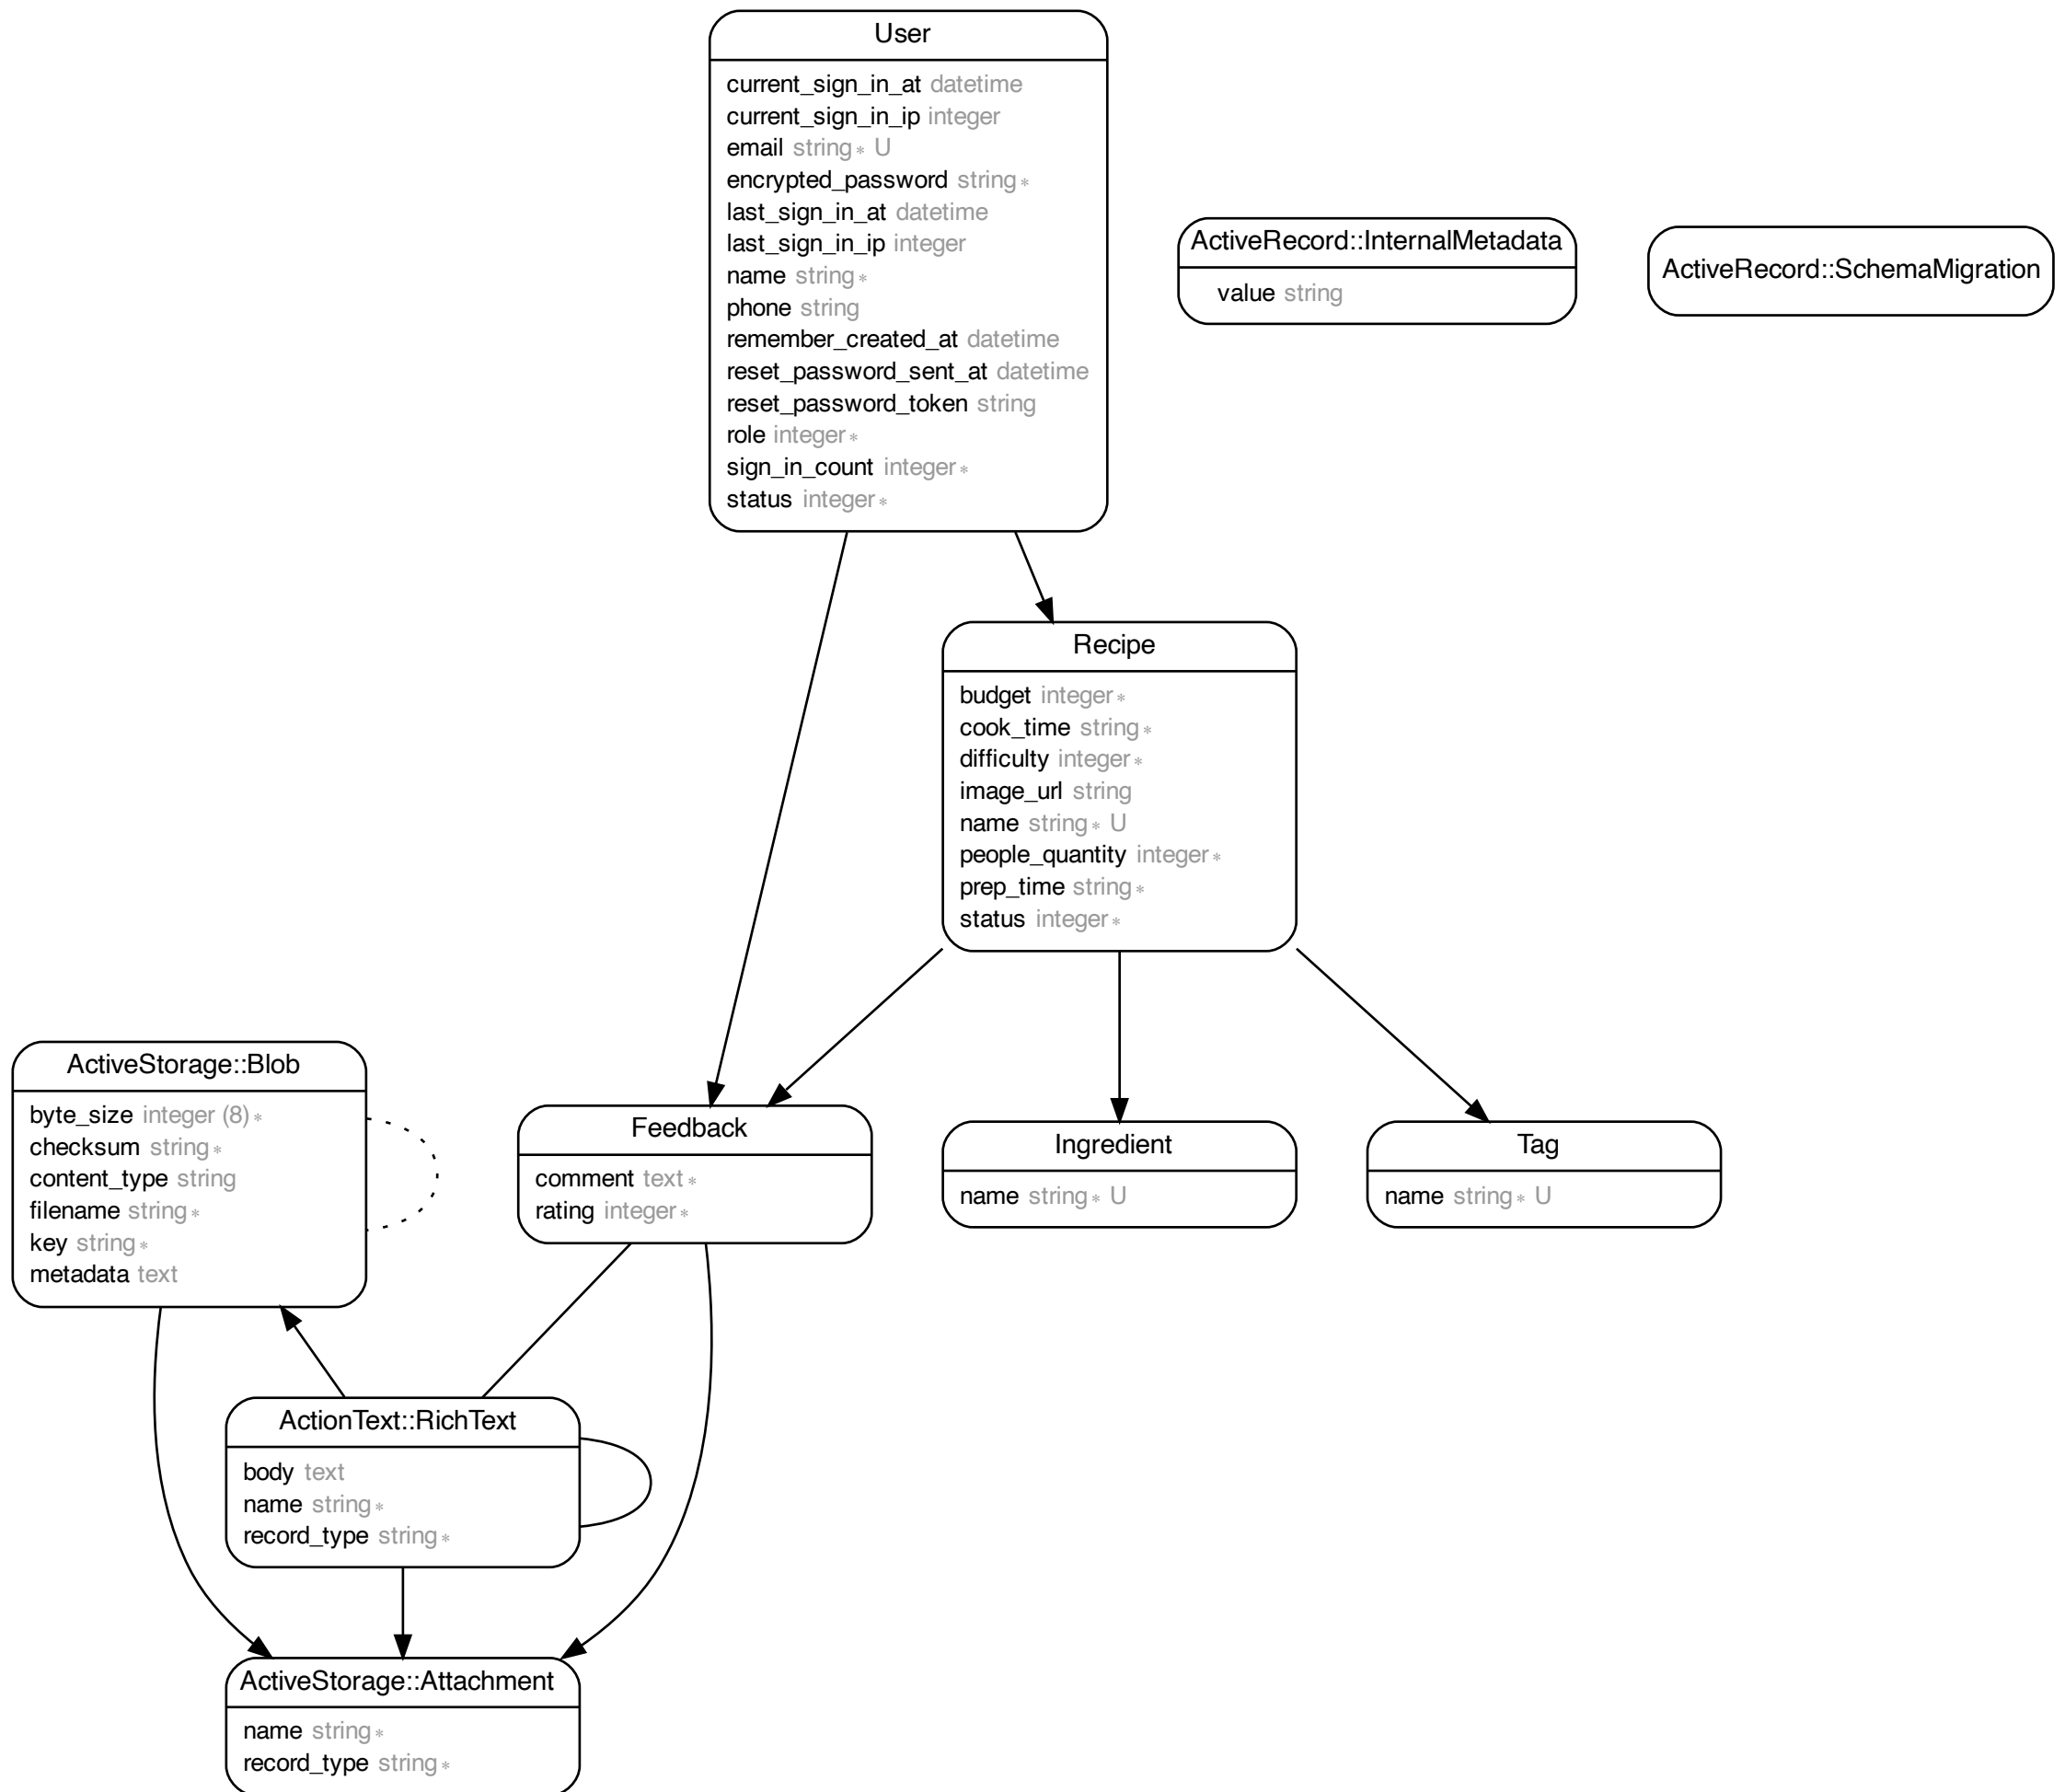 User
current_sign_in_at datetime
current_sign_in_ip integer
email string* U
encrypted_password string*
last_sign_in_at datetime
last_sign_in_ip integer
name string*
phone string
remember_created_at datetime
reset_password_sent_at datetime
reset_password_token string
role integer*
sign_in_count integer*
status integer*
ActiveRecord::InternalMetadata
value string
ActiveRecord::SchemaMigration
Recipe
budget integer*
cook_time string*
difficulty integer*
image_url string
name string* U
people_quantity integer*
prep_time string*
status integer*
ActiveStorage::Blob
byte_size integer (8)*
checksum string*
content_type string
filename string*
key string*
metadata text
Feedback
comment text*
rating integer*
Ingredient
name string* U
Tag
name string* U
ActionText::RichText
body text
name string*
record_type string*
ActiveStorage::Attachment
name string*
record_type string*